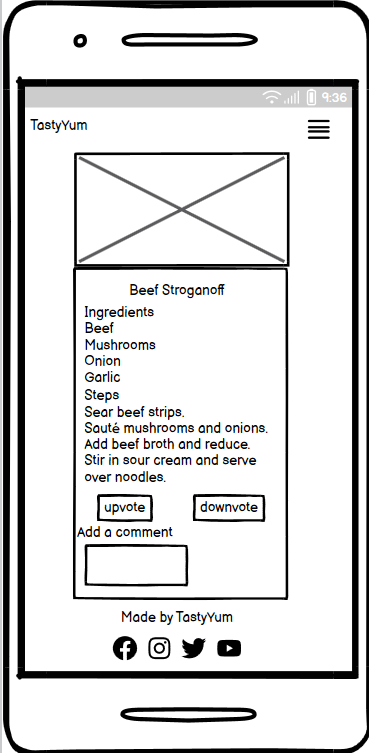 9:36
TastyYum
Beef Stroganoff
Ingredients
Beef
Mushrooms
Onion
Garlic
Steps
Sear beef strips.
Sauté mushrooms and onions.
Add beef broth and reduce.
Stir in sour cream and serve
over noodles.
upvote downvote
Add a comment
Made by TastyYum